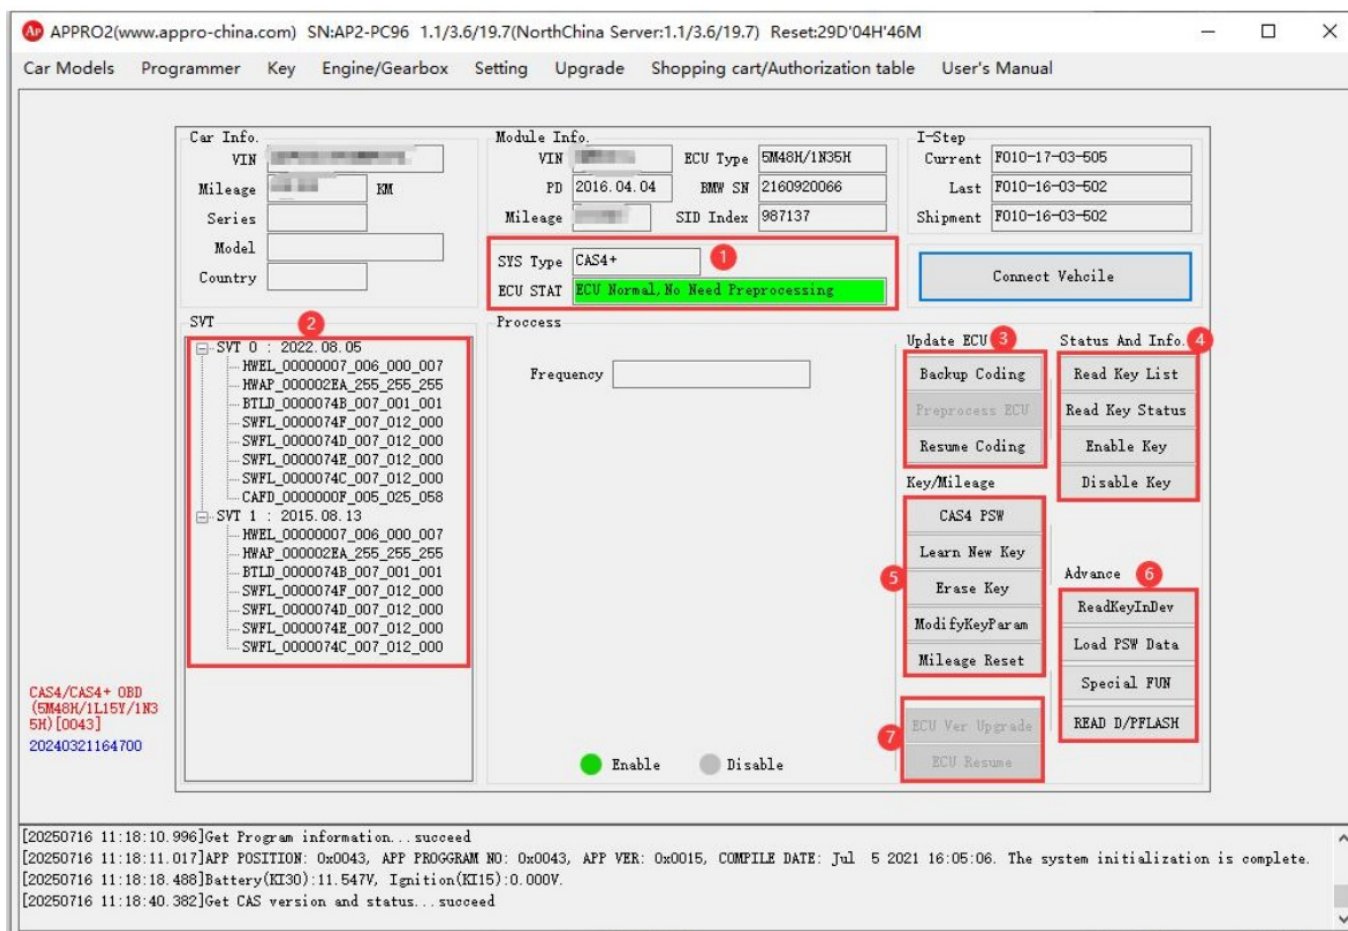 AP APPRO2(www.appro-china.com) SN:AP2-PC96 1.1/3.6/19.7(NorthChina Server:1.1/3.6/19.7) Reset:29D'04H'46M
Car Models Programmer Key Engine/Gearbox Setting Upgrade Shopping cart/Authorization table User's Manual
Car Info.
VIN
Mileage KM
Series
Model
Country
Module Info.
VIN ECU Type 5M48H/1N35H
PD 2016.04.04 BMW SN 2160920066
Mileage SID Index 987137
SYS Type CAS4+ 1
ECU STAT ECU Normal,No Need Preprocessing
I-Step
Current F010-17-03-505
Last F010-16-03-502
Shipment F010-16-03-502
Connect Vehcile
SVT 2
SVT 0 : 2022.08.05
HWEL_00000007_006_000_007
HWAP_000002EA_255_255_255
BTLD_0000074B_007_001_001
SWFL_0000074F_007_012_000
SWFL_0000074D_007_012_000
SWFL_0000074E_007_012_000
SWFL_0000074C_007_012_000
CAFD_0000000F_005_025_058
SVT 1 : 2015.08.13
HWEL_00000007_006_000_007
HWAP_000002EA_255_255_255
BTLD_0000074B_007_001_001
SWFL_0000074F_007_012_000
SWFL_0000074D_007_012_000
SWFL_0000074E_007_012_000
SWFL_0000074C_007_012_000
Proccess
Frequency
Enable Disable
Update ECU 3
Backup Coding
Preprocess ECU
Resume Coding
Status And Info. 4
Read Key List
Read Key Status
Enable Key
Disable Key
Key/Mileage
5
CAS4 PSW
Learn New Key
Erase Key
ModifyKeyParam
Mileage Reset
Advance 6
ReadKeyInDev
Load PSW Data
Special FUN
READ D/PFLASH
7
ECU Ver Upgrade
ECU Resume
CAS4/CAS4+ OBD
(5M48H/1L15Y/1N3
5H)[0043]
20240321164700
[20250716 11:18:10.996]Get Program information...succeed
[20250716 11:18:11.017]APP POSITION: 0x0043, APP PROGGRAM NO: 0x0043, APP VER: 0x0015, COMPILE DATE: Jul 5 2021 16:05:06. The system initialization is complete.
[20250716 11:18:18.488]Battery(KI30):11.547V, Ignition(KI15):0.000V.
[20250716 11:18:40.382]Get CAS version and status...succeed